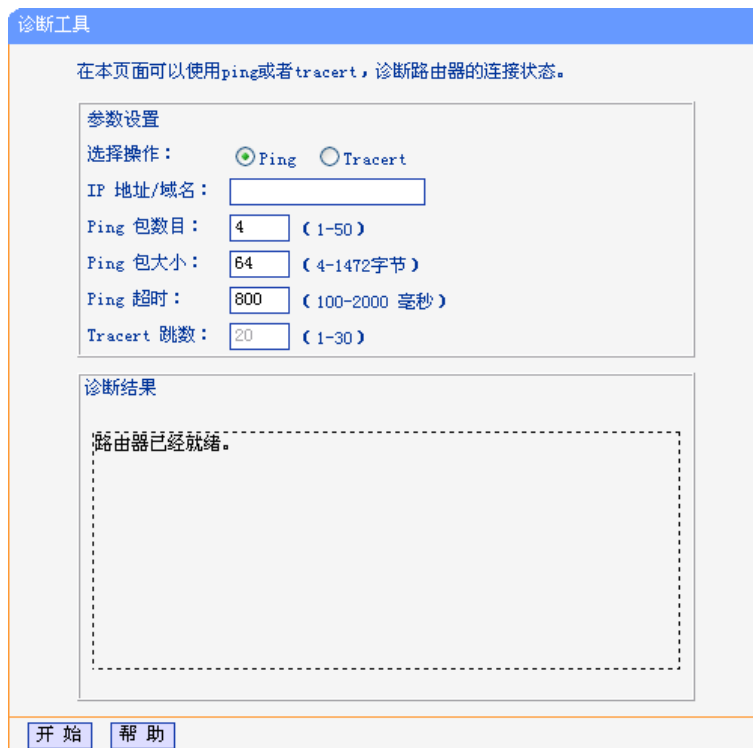 诊断工具
在本页面可以使用ping或者tracert，诊断路由器的连接状态。
参数设置
选择操作： Ping Tracert
IP 地址/域名：
Ping 包数目： 4 （1-50）
Ping 包大小： 64 （4-1472字节）
Ping 超时： 800 （100-2000 毫秒）
Tracert 跳数： 20 （1-30）
诊断结果
路由器已经就绪。
开 始 帮 助